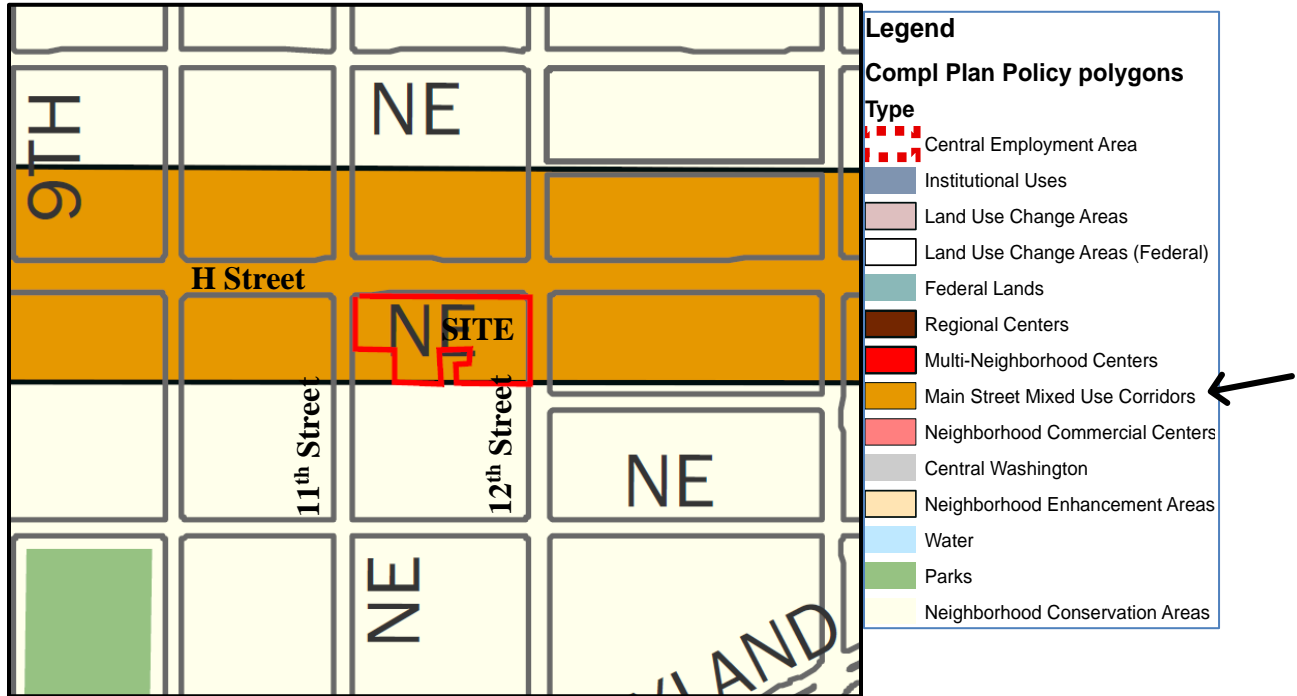 9TH
NE
H Street
NE
SITE
11th Street
12th Street
NE
NE
YLAND
Legend
Compl Plan Policy polygons
Type
Central Employment Area
Institutional Uses
Land Use Change Areas
Land Use Change Areas (Federal)
Federal Lands
Regional Centers
Multi-Neighborhood Centers
Main Street Mixed Use Corridors
Neighborhood Commercial Centers
Central Washington
Neighborhood Enhancement Areas
Water
Parks
Neighborhood Conservation Areas